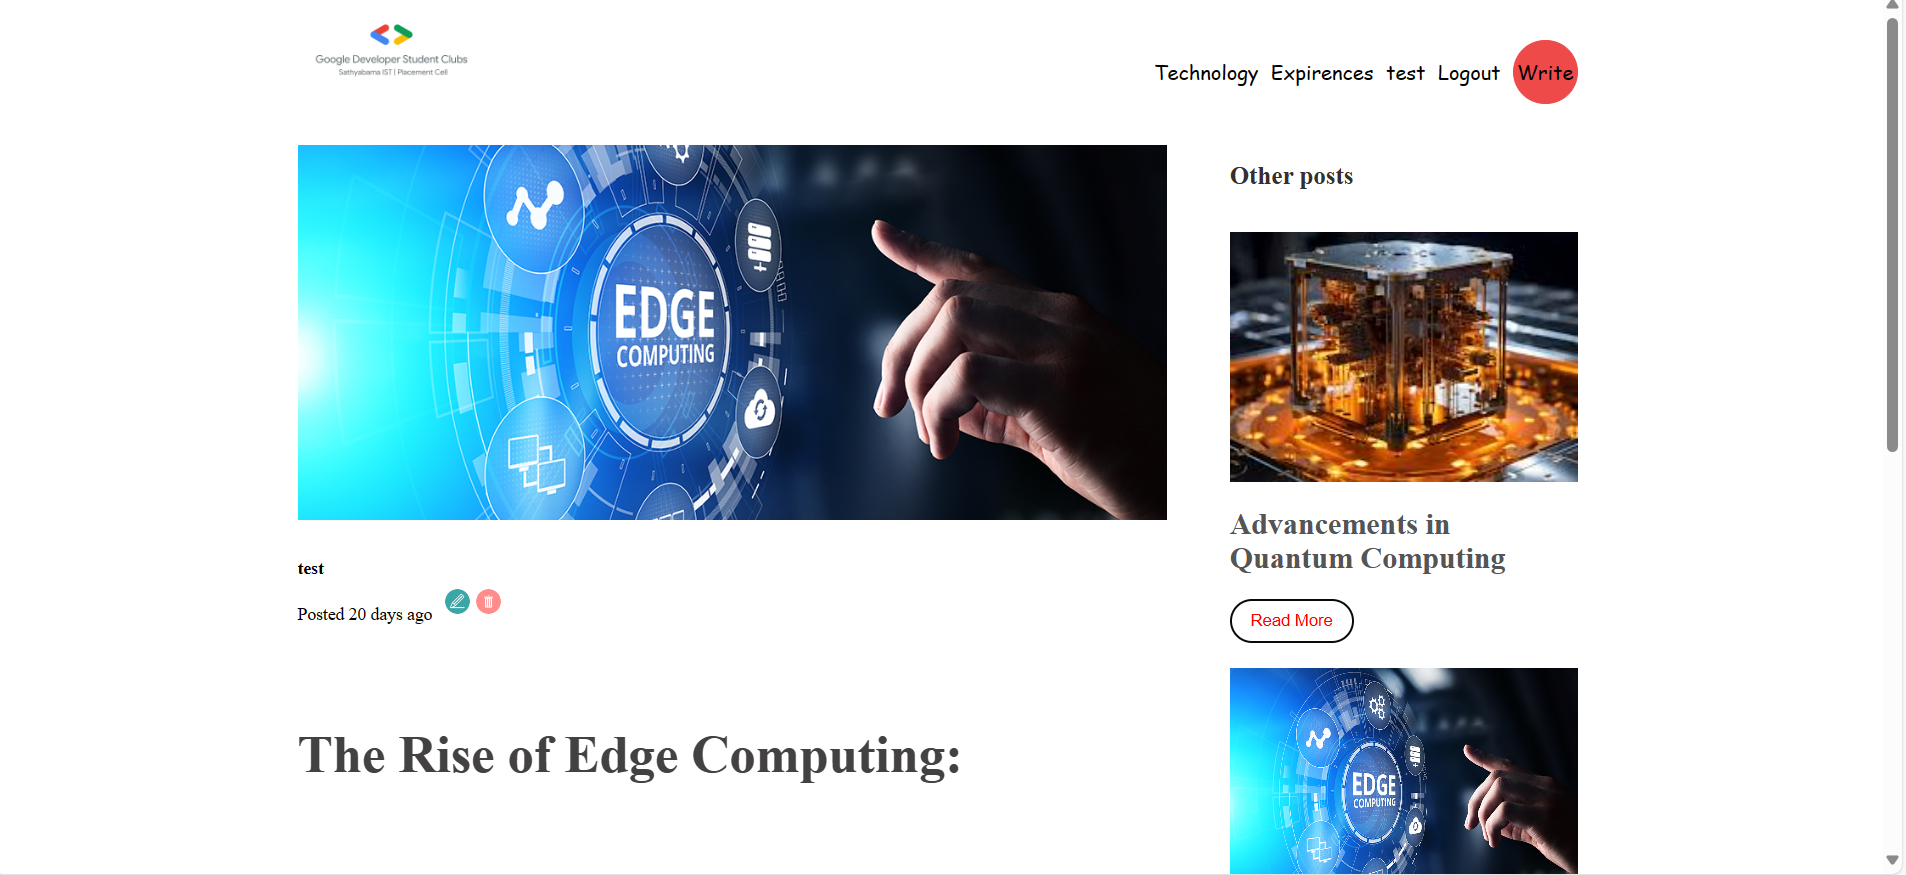 Google Developer Student Clubs
Sathyabama IST | Placement Cell
Technology Expirences test Logout Write
EDGE
COMPUTING
test
Posted 20 days ago
The Rise of Edge Computing:
Other posts
Advancements in
Quantum Computing
Read More
EDGE
COMPUTING